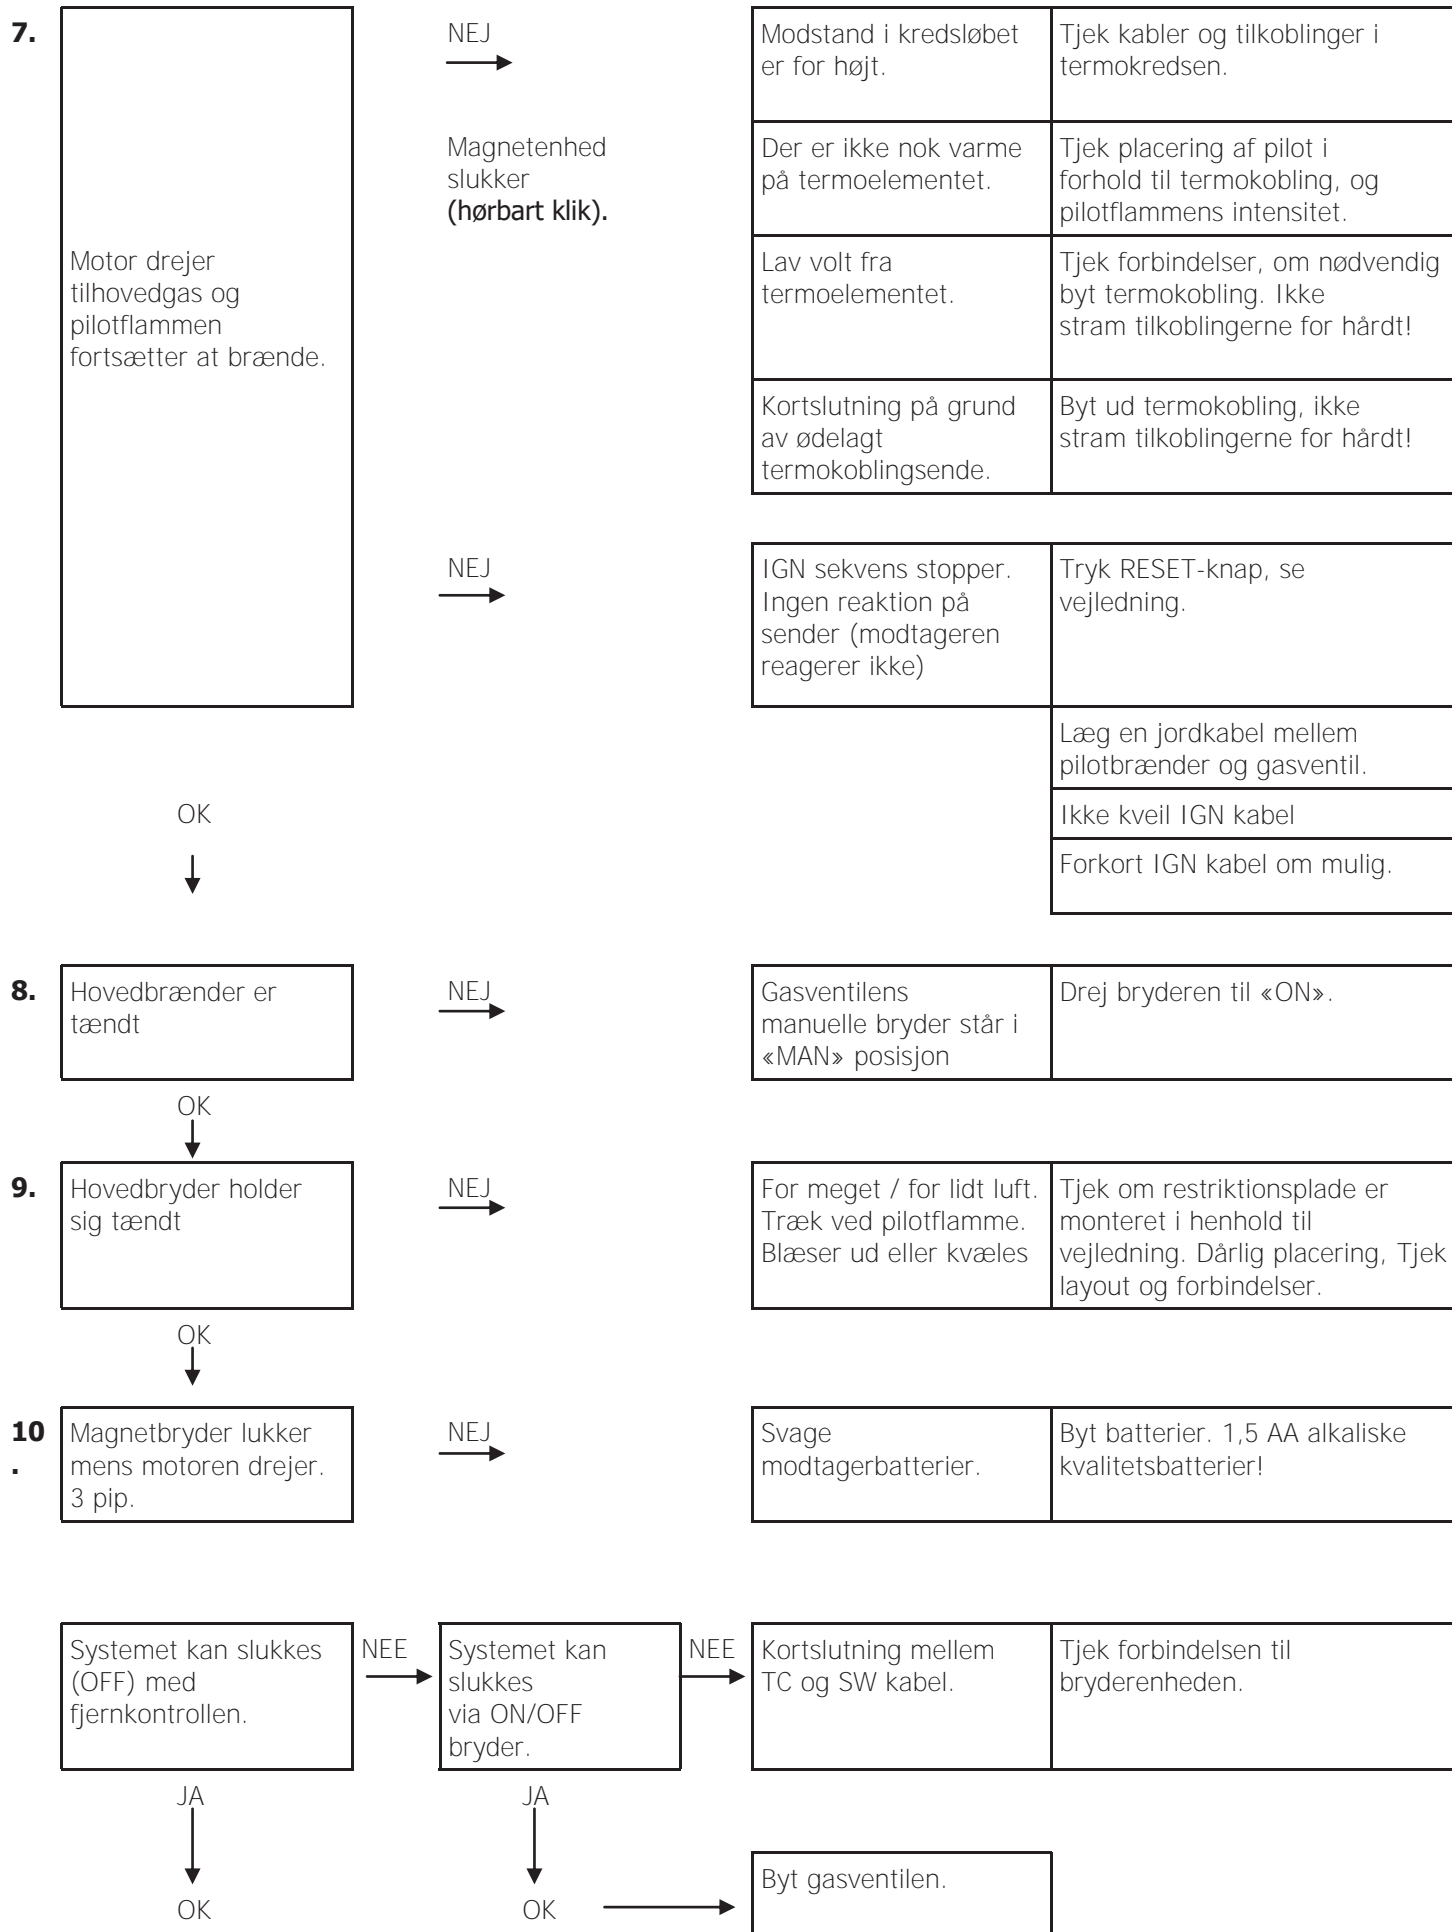 7.
Motor drejer
tilhovedgas og
pilotflammen
fortsætter at brænde.
NEJ
Magnetenhed
slukker
(hørbart klik).
Modstand i kredsløbet
er for højt.
Tjek kabler og tilkoblinger i
termokredsen.
Der er ikke nok varme
på termoelementet.
Tjek placering af pilot i
forhold til termokobling, og
pilotflammens intensitet.
Lav volt fra
termoelementet.
Tjek forbindelser, om nødvendig
byt termokobling. Ikke
stram tilkoblingerne for hårdt!
Kortslutning på grund
av ødelagt
termokoblingsende.
Byt ud termokobling, ikke
stram tilkoblingerne for hårdt!
NEJ
IGN sekvens stopper.
Ingen reaktion på
sender (modtageren
reagerer ikke)
Tryk RESET-knap, se
vejledning.
Læg en jordkabel mellem
pilotbrænder og gasventil.
Ikke kveil IGN kabel
Forkort IGN kabel om mulig.
OK
8.
Hovedbrænder er
tændt
NEJ
Gasventilens
manuelle bryder står i
«MAN» posisjon
Drej bryderen til «ON».
OK
9.
Hovedbryder holder
sig tændt
NEJ
For meget / for lidt luft.
Træk ved pilotflamme.
Blæser ud eller kvæles
Tjek om restriktionsplade er
monteret i henhold til
vejledning. Dårlig placering, Tjek
layout og forbindelser.
OK
10
.
Magnetbryder lukker
mens motoren drejer.
3 pip.
NEJ
Svage
modtagerbatterier.
Byt batterier. 1,5 AA alkaliske
kvalitetsbatterier!
Systemet kan slukkes
(OFF) med
fjernkontrollen.
NEE
Systemet kan
slukkes
via ON/OFF
bryder.
NEE
Kortslutning mellem
TC og SW kabel.
Tjek forbindelsen til
bryderenheden.
JA
JA
OK
OK
Byt gasventilen.